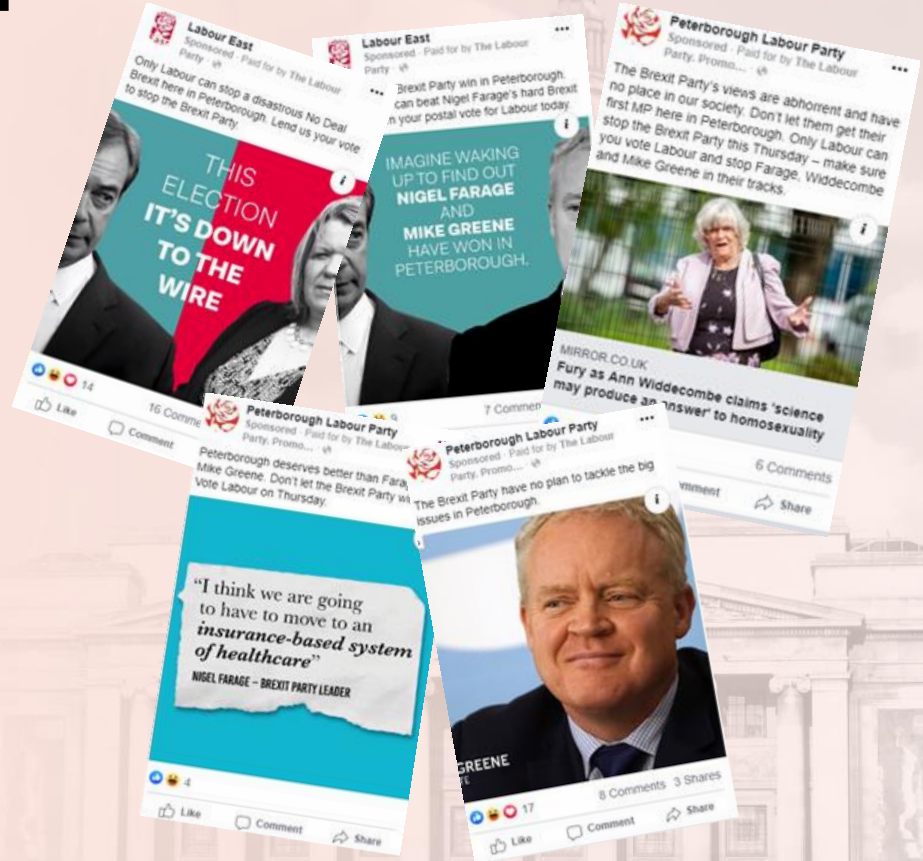 Labour East
Sponsored · Paid for by The Labour
Party ·
Only Labour can stop a disastrous No Deal
Brexit here in Peterborough. Lend us your vote
to stop the Brexit Party.
THIS
ELECTION
IT'S DOWN
TO THE
WIRE
14
16 Comme
Like
Comment
Labour East
Sponsored · Paid for by The Labour
Party ·
Brexit Party win in Peterborough.
can beat Nigel Farage's hard Brexit
n your postal vote for Labour today.
IMAGINE WAKING
UP TO FIND OUT
NIGEL FARAGE
AND
MIKE GREENE
HAVE WON IN
PETERBOROUGH.
9
7 Commen
Peterborough Labour Party
Sponsored · Paid for by The Labour
Party, Promo... ·
The Brexit Party's views are abhorrent and have
no place in our society. Don't let them get their
first MP here in Peterborough. Only Labour can
stop the Brexit Party this Thursday – make sure
you vote Labour and stop Farage, Widdecombe
and Mike Greene in their tracks.
MIRROR.CO.UK
Fury as Ann Widdecombe claims 'science
may produce an answer' to homosexuality
6 Comments
mment
Share
Peterborough Labour Party
Sponsored · Paid for by The Labour
Party, Promo... ·
Peterborough deserves better than Fara
Mike Greene. Don't let the Brexit Party wi
Vote Labour on Thursday.
"I think we are going
to have to move to an
insurance-based system
of healthcare"
NIGEL FARAGE – BREXIT PARTY LEADER
4
Like
Comment
Share
Peterborough Labour Party
Sponsored · Paid for by The Labour
Party, Promo... ·
The Brexit Party have no plan to tackle the big
issues in Peterborough.
GREENE
TE
17
8 Comments 3 Shares
Like
Comment
Share